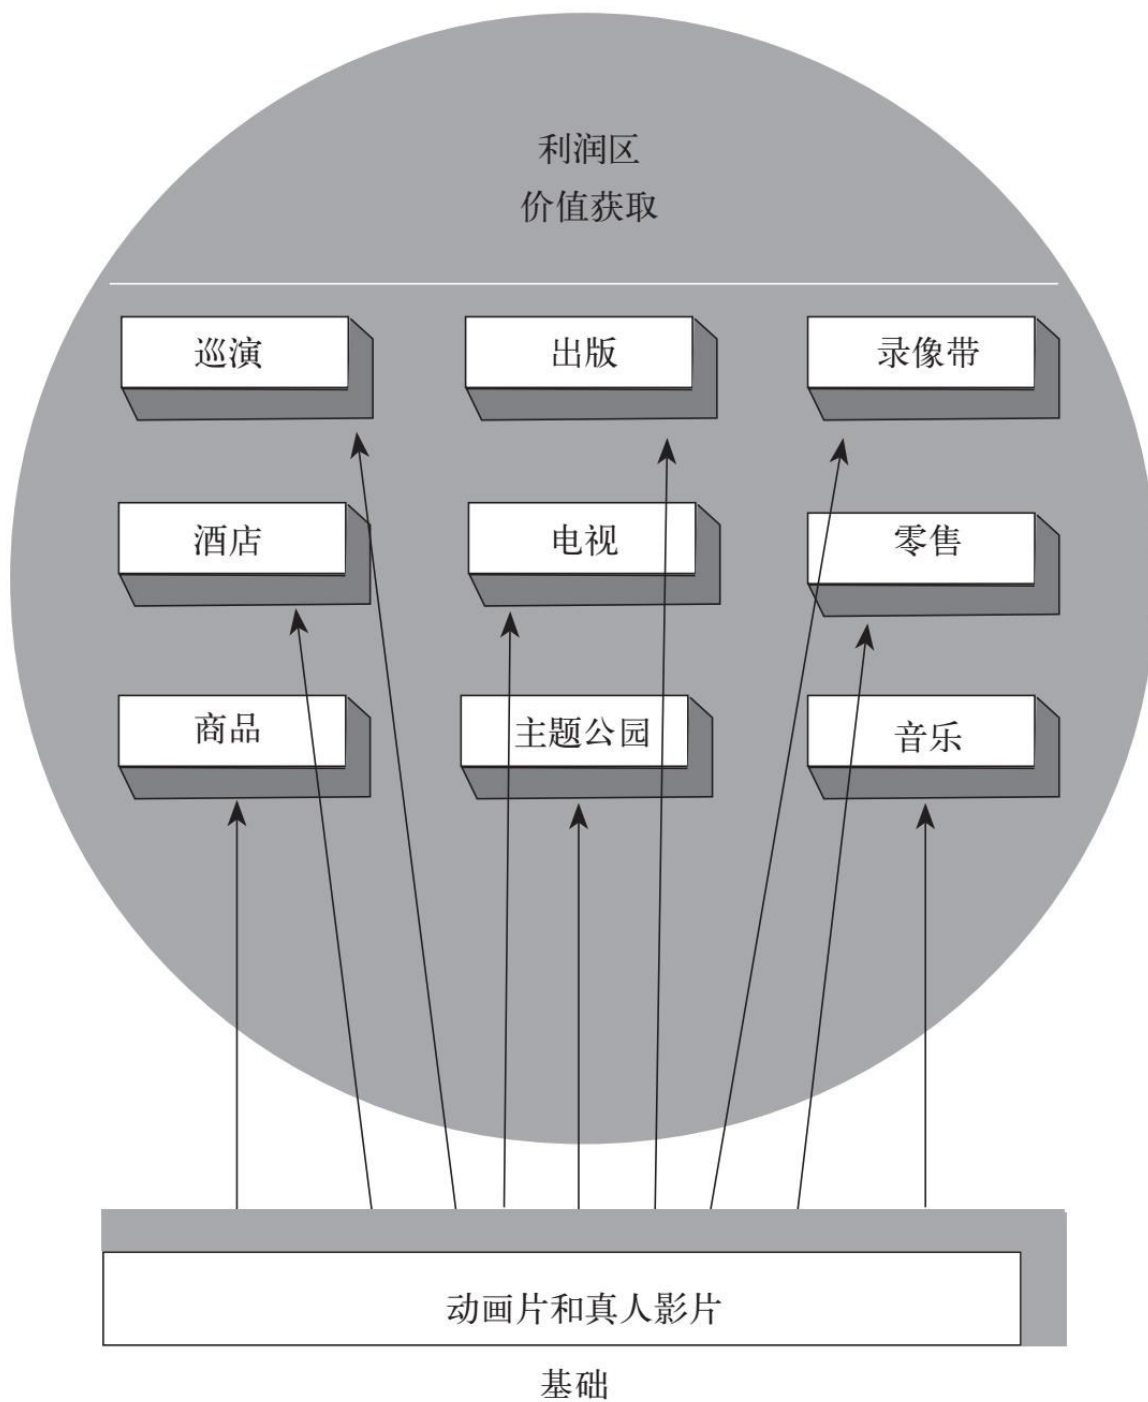 利润区
价值获取
巡演
出版
录像带
酒店
电视
零售
商品
主题公园
音乐
动画片和真人影片
基础